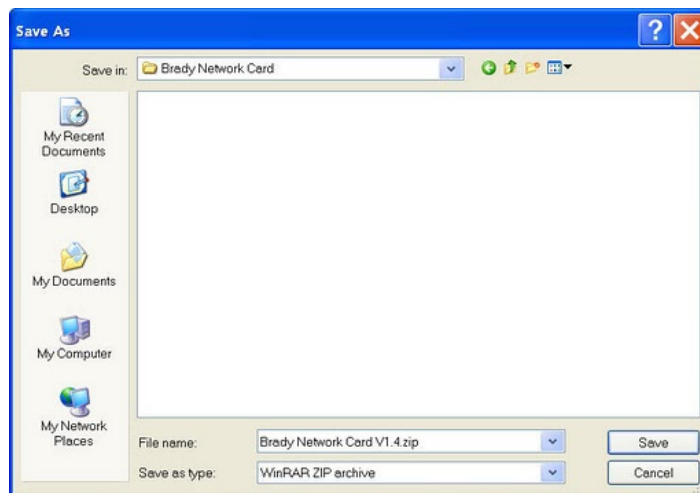 Save As
Save in: Brady Network Card
My Recent
Documents
Desktop
My Documents
My Computer
My Network
Places
File name: Brady Network Card V1.4.zip Save
Save as type: WinRAR ZIP archive Cancel